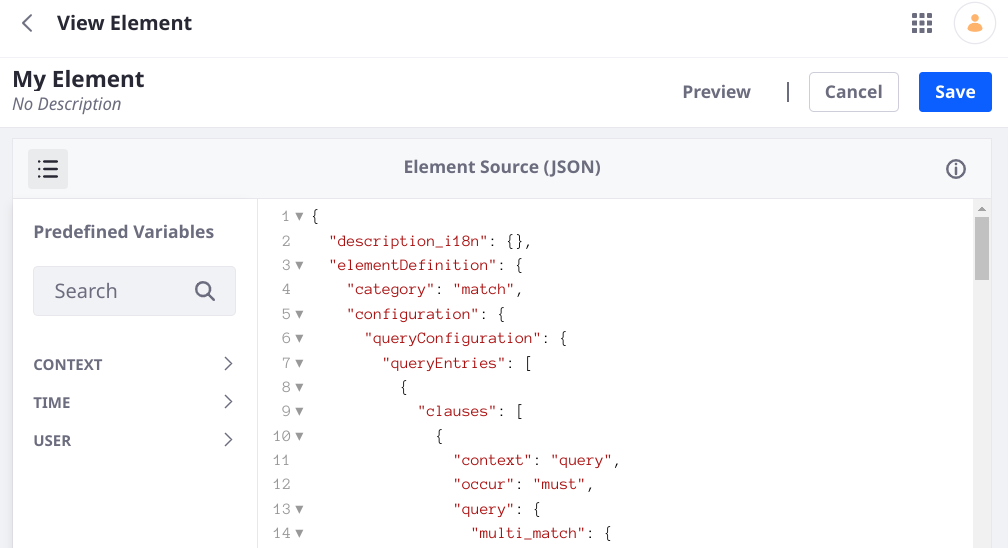 View Element
My Element
No Description
Preview | Cancel Save
Element Source (JSON)
Predefined Variables
Search
CONTEXT
TIME
USER
1 {
2 "description_i18n": {},
3 "elementDefinition": {
4 "category": "match",
5 "configuration": {
6 "queryConfiguration": {
7 "queryEntries": [
8 {
9 "clauses": [
10 {
11 "context": "query",
12 "occur": "must",
13 "query": {
14 "multi_match": {